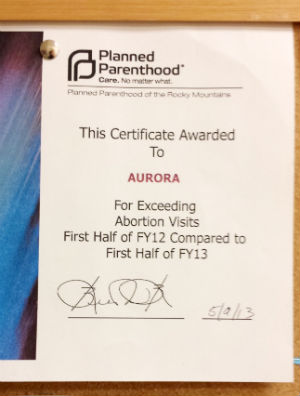 Planned
Parenthood®
Care. No matter what.
Planned Parenthood of the Rocky Mountains
This Certificate Awarded
To
AURORA
For Exceeding
Abortion Visits
First Half of FY12 Compared to
First Half of FY13
5/9/13